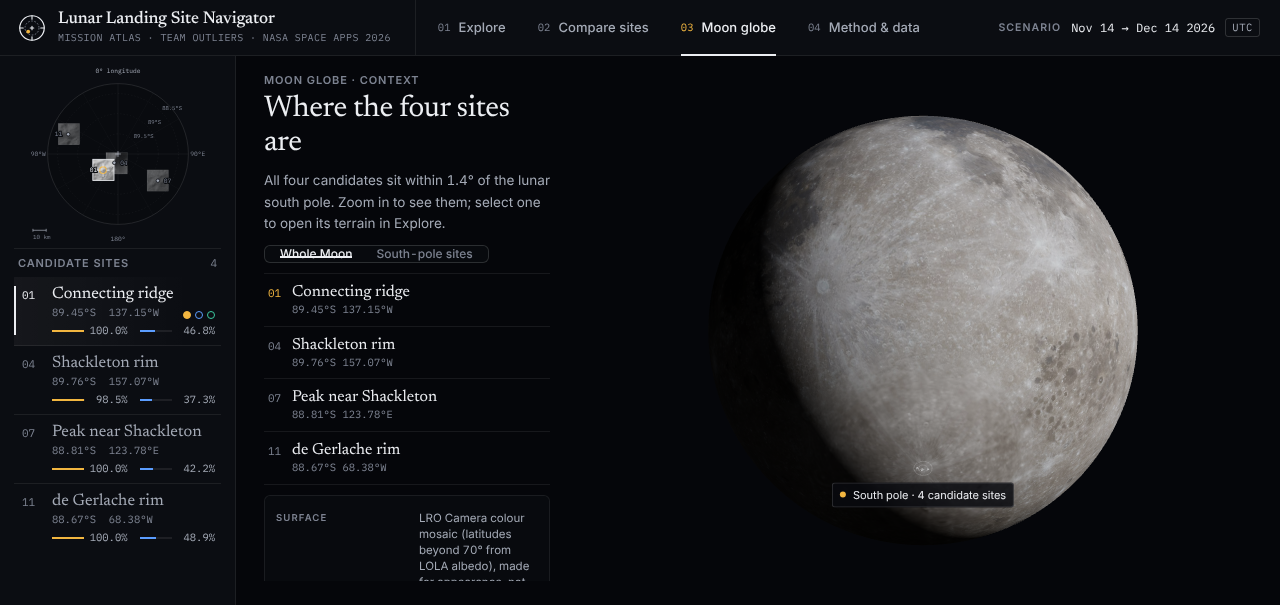 Lunar Landing Site Navigator
MISSION ATLAS · TEAM OUTLIERS · NASA SPACE APPS 2026
01 Explore
02 Compare sites
03 Moon globe
04 Method & data
SCENARIO Nov 14 → Dec 14 2026 UTC
0° longitude
88.5°S
89°S
89.5°S
90°W
90°E
11
01
07
10 km
180°
CANDIDATE SITES 4
01 Connecting ridge
89.45°S 137.15°W
100.0% 46.8%
04 Shackleton rim
89.76°S 157.07°W
98.5% 37.3%
07 Peak near Shackleton
88.81°S 123.78°E
100.0% 42.2%
11 de Gerlache rim
88.67°S 68.38°W
100.0% 48.9%
MOON GLOBE · CONTEXT
Where the four sites
are
All four candidates sit within 1.4° of the lunar
south pole. Zoom in to see them; select one
to open its terrain in Explore.
Whole Moon South-pole sites
01 Connecting ridge
89.45°S 137.15°W
04 Shackleton rim
89.76°S 157.07°W
07 Peak near Shackleton
88.81°S 123.78°E
11 de Gerlache rim
88.67°S 68.38°W
SURFACE
LRO Camera colour
mosaic (latitudes
beyond 70° from
LOLA albedo), made
for appearance, not
South pole · 4 candidate sites